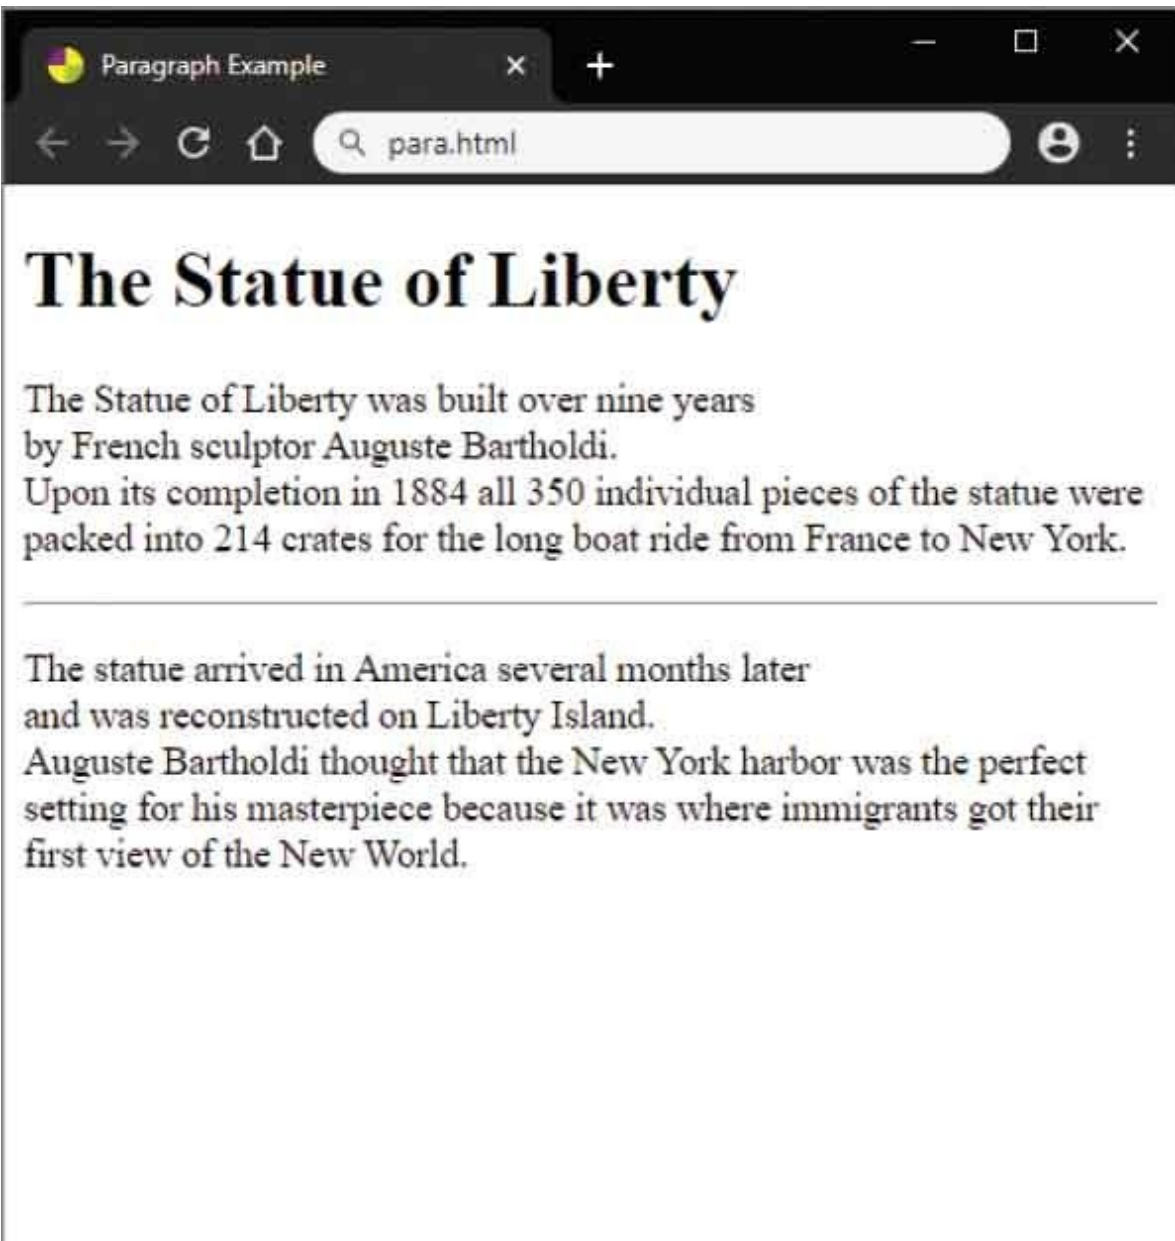 Paragraph Example
para.html
The Statue of Liberty
The Statue of Liberty was built over nine years
by French sculptor Auguste Bartholdi.
Upon its completion in 1884 all 350 individual pieces of the statue were
packed into 214 crates for the long boat ride from France to New York.
The statue arrived in America several months later
and was reconstructed on Liberty Island.
Auguste Bartholdi thought that the New York harbor was the perfect
setting for his masterpiece because it was where immigrants got their
first view of the New World.